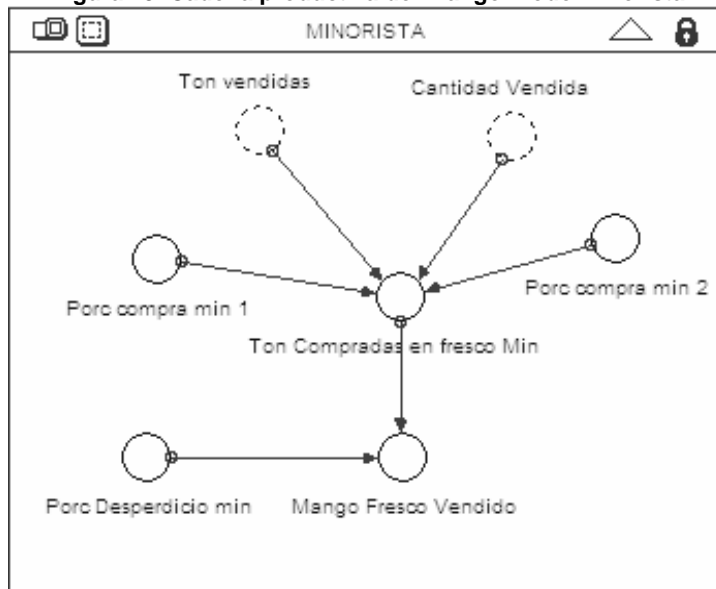 MINORISTA
Ton vendidas
Cantidad Vendida
Porc compra min 1
Porc compra min 2
Ton Compradas en fresco Min
Porc Desperdicio min
Mango Fresco Vendido